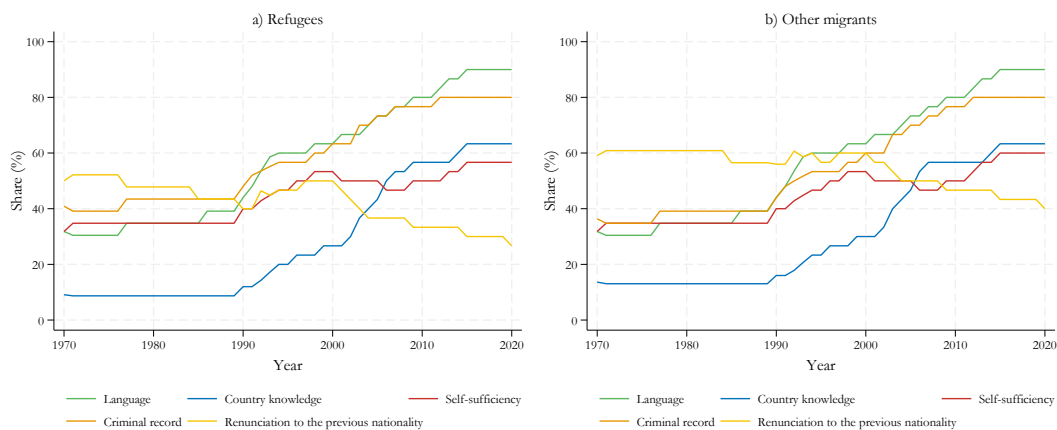 a) Refugees
100
80
60
40
20
0
Share (%)
1970 1980 1990 2000 2010 2020
Year
Language Country knowledge Self-sufficiency
Criminal record Renunciation to the previous nationality
b) Other migrants
100
80
60
40
20
0
Share (%)
1970 1980 1990 2000 2010 2020
Year
Language Country knowledge Self-sufficiency
Criminal record Renunciation to the previous nationality